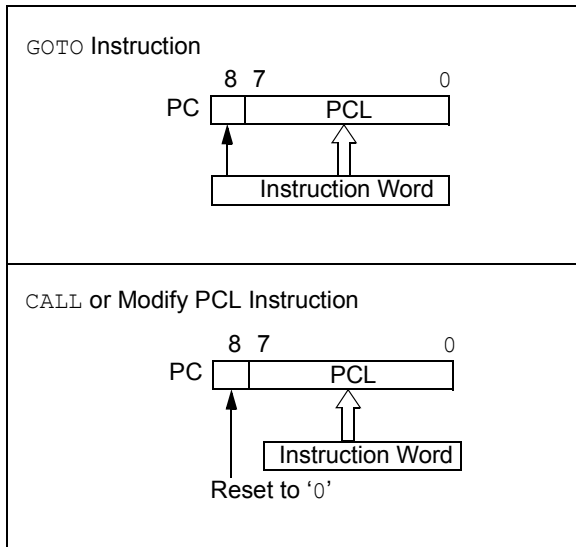 GOTO Instruction
8 7 0
PC PCL
Instruction Word
CALL or Modify PCL Instruction
8 7 0
PC PCL
Instruction Word
Reset to ‘0’